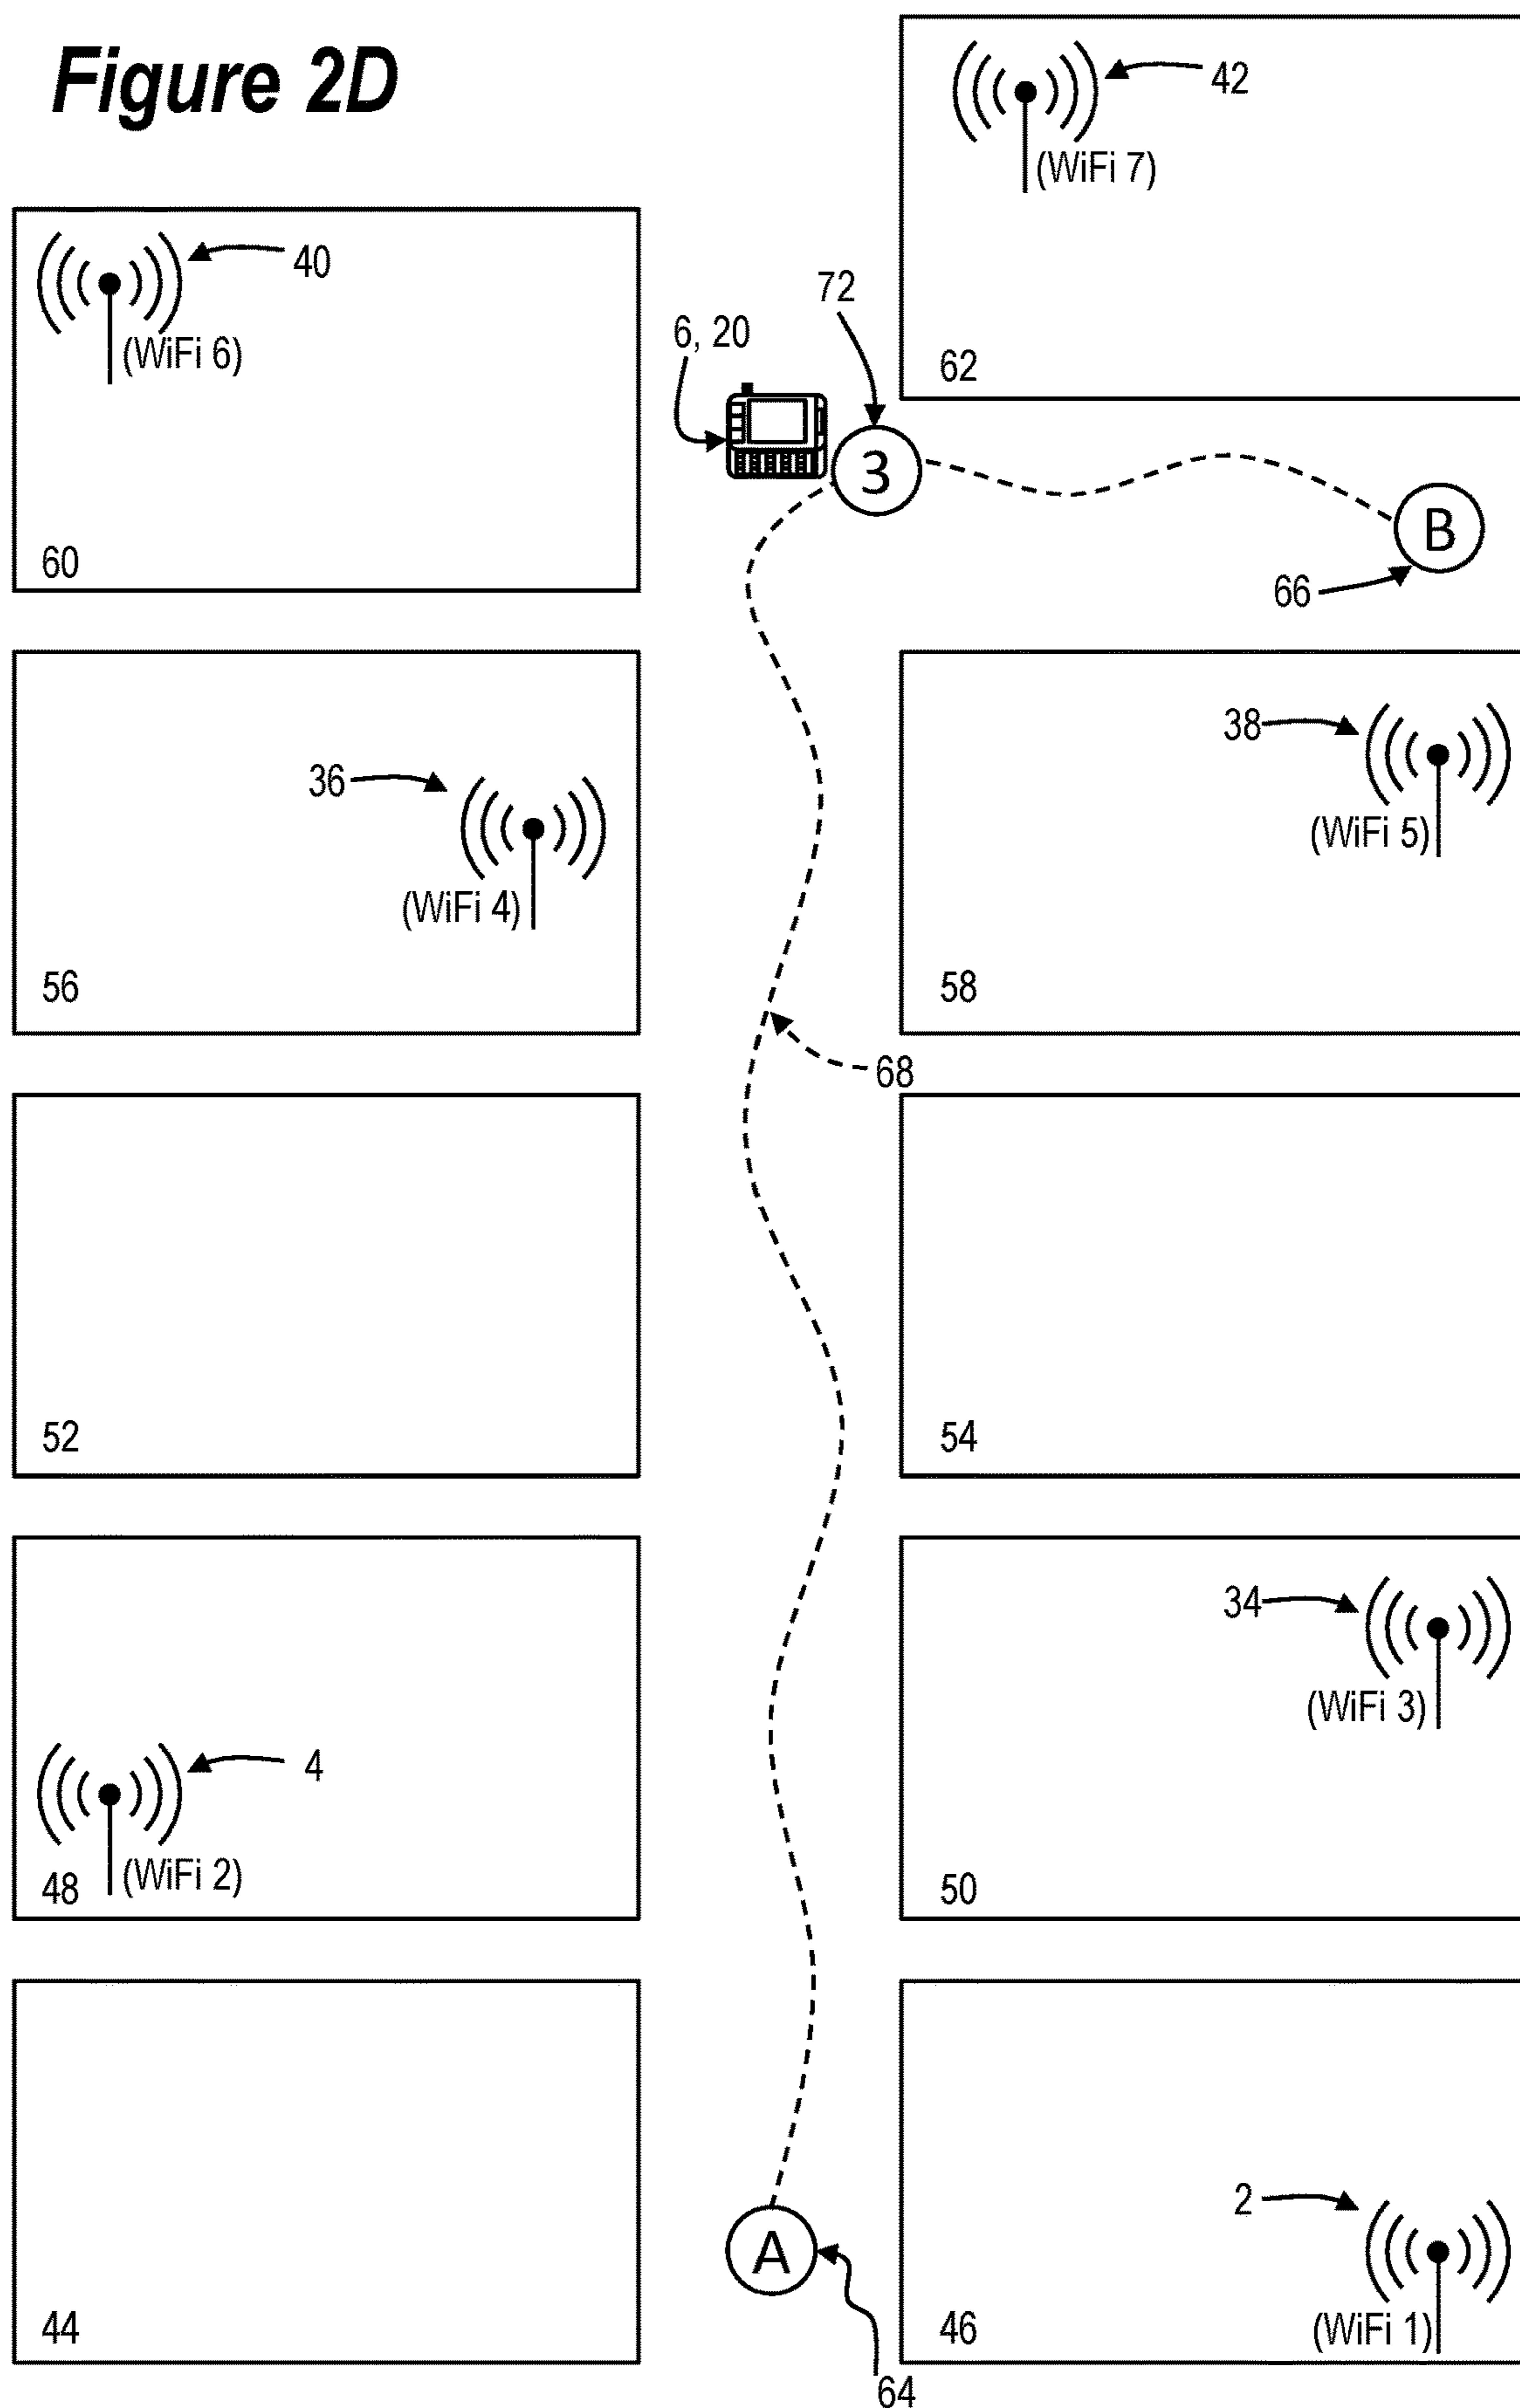 Figure 2D
42
(WiFi 7)
40
(WiFi 6)
72
6, 20
62
3
B
60
66
38
36
(WiFi 5)
(WiFi 4)
56
58
68
52
54
34
(WiFi 3)
4
48
(WiFi 2)
50
2
A
44
46
(WiFi 1)
64